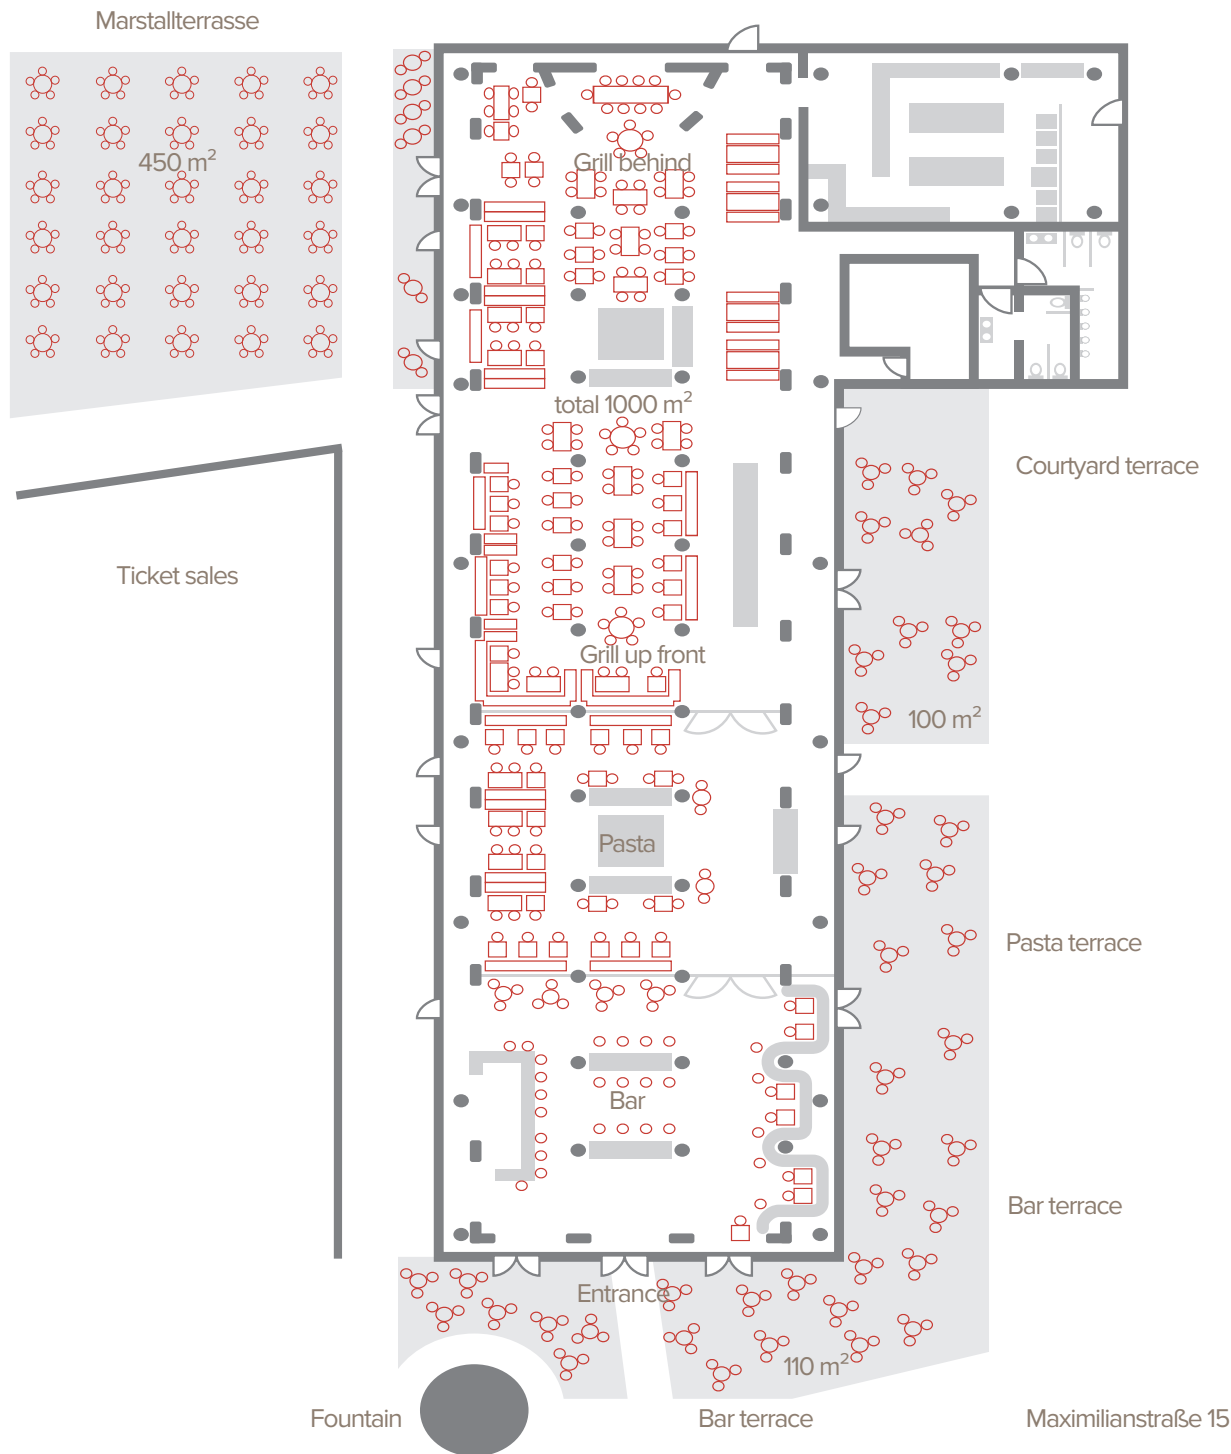 Marstallterrasse
450 m²
Grill behind
total 1000 m²
Courtyard terrace
Ticket sales
Grill up front
100 m²
Pasta
Pasta terrace
Bar
Bar terrace
Entrance
110 m²
Fountain
Bar terrace
Maximilianstraße 15